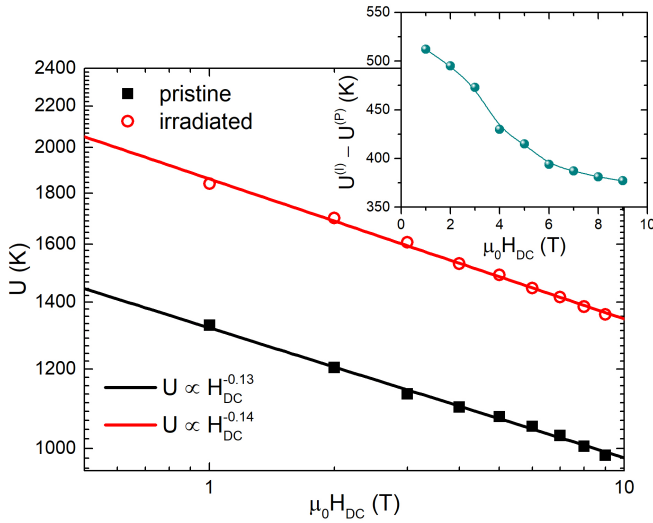 550
500
450
400
350
0
2
4
6
8
10
U^(I) – U^(P) (K)
μ₀H_DC (T)
2400
2200
2000
1800
1600
1400
1200
1000
U (K)
pristine
irradiated
U ∝ H_DC^-0.13
U ∝ H_DC^-0.14
1
10
μ₀H_DC (T)